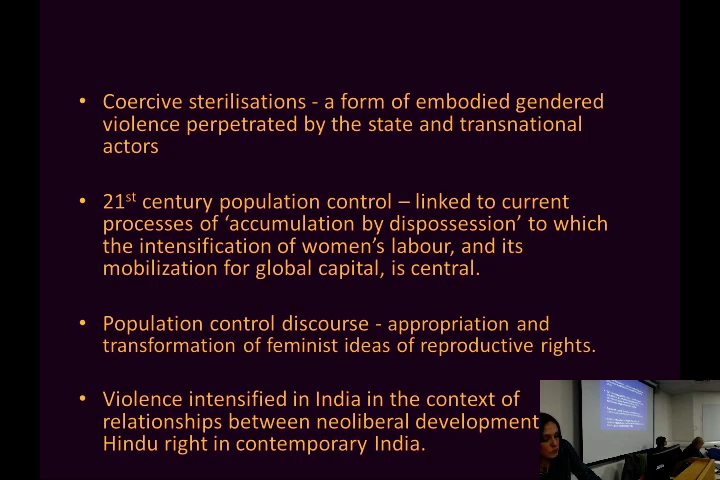 • Coercive sterilisations - a form of embodied gendered
violence perpetrated by the state and transnational
actors
• 21st century population control – linked to current
processes of ‘accumulation by dispossession’ to which
the intensification of women’s labour, and its
mobilization for global capital, is central.
• Population control discourse - appropriation and
transformation of feminist ideas of reproductive rights.
• Violence intensified in India in the context of
relationships between neoliberal development
Hindu right in contemporary India.